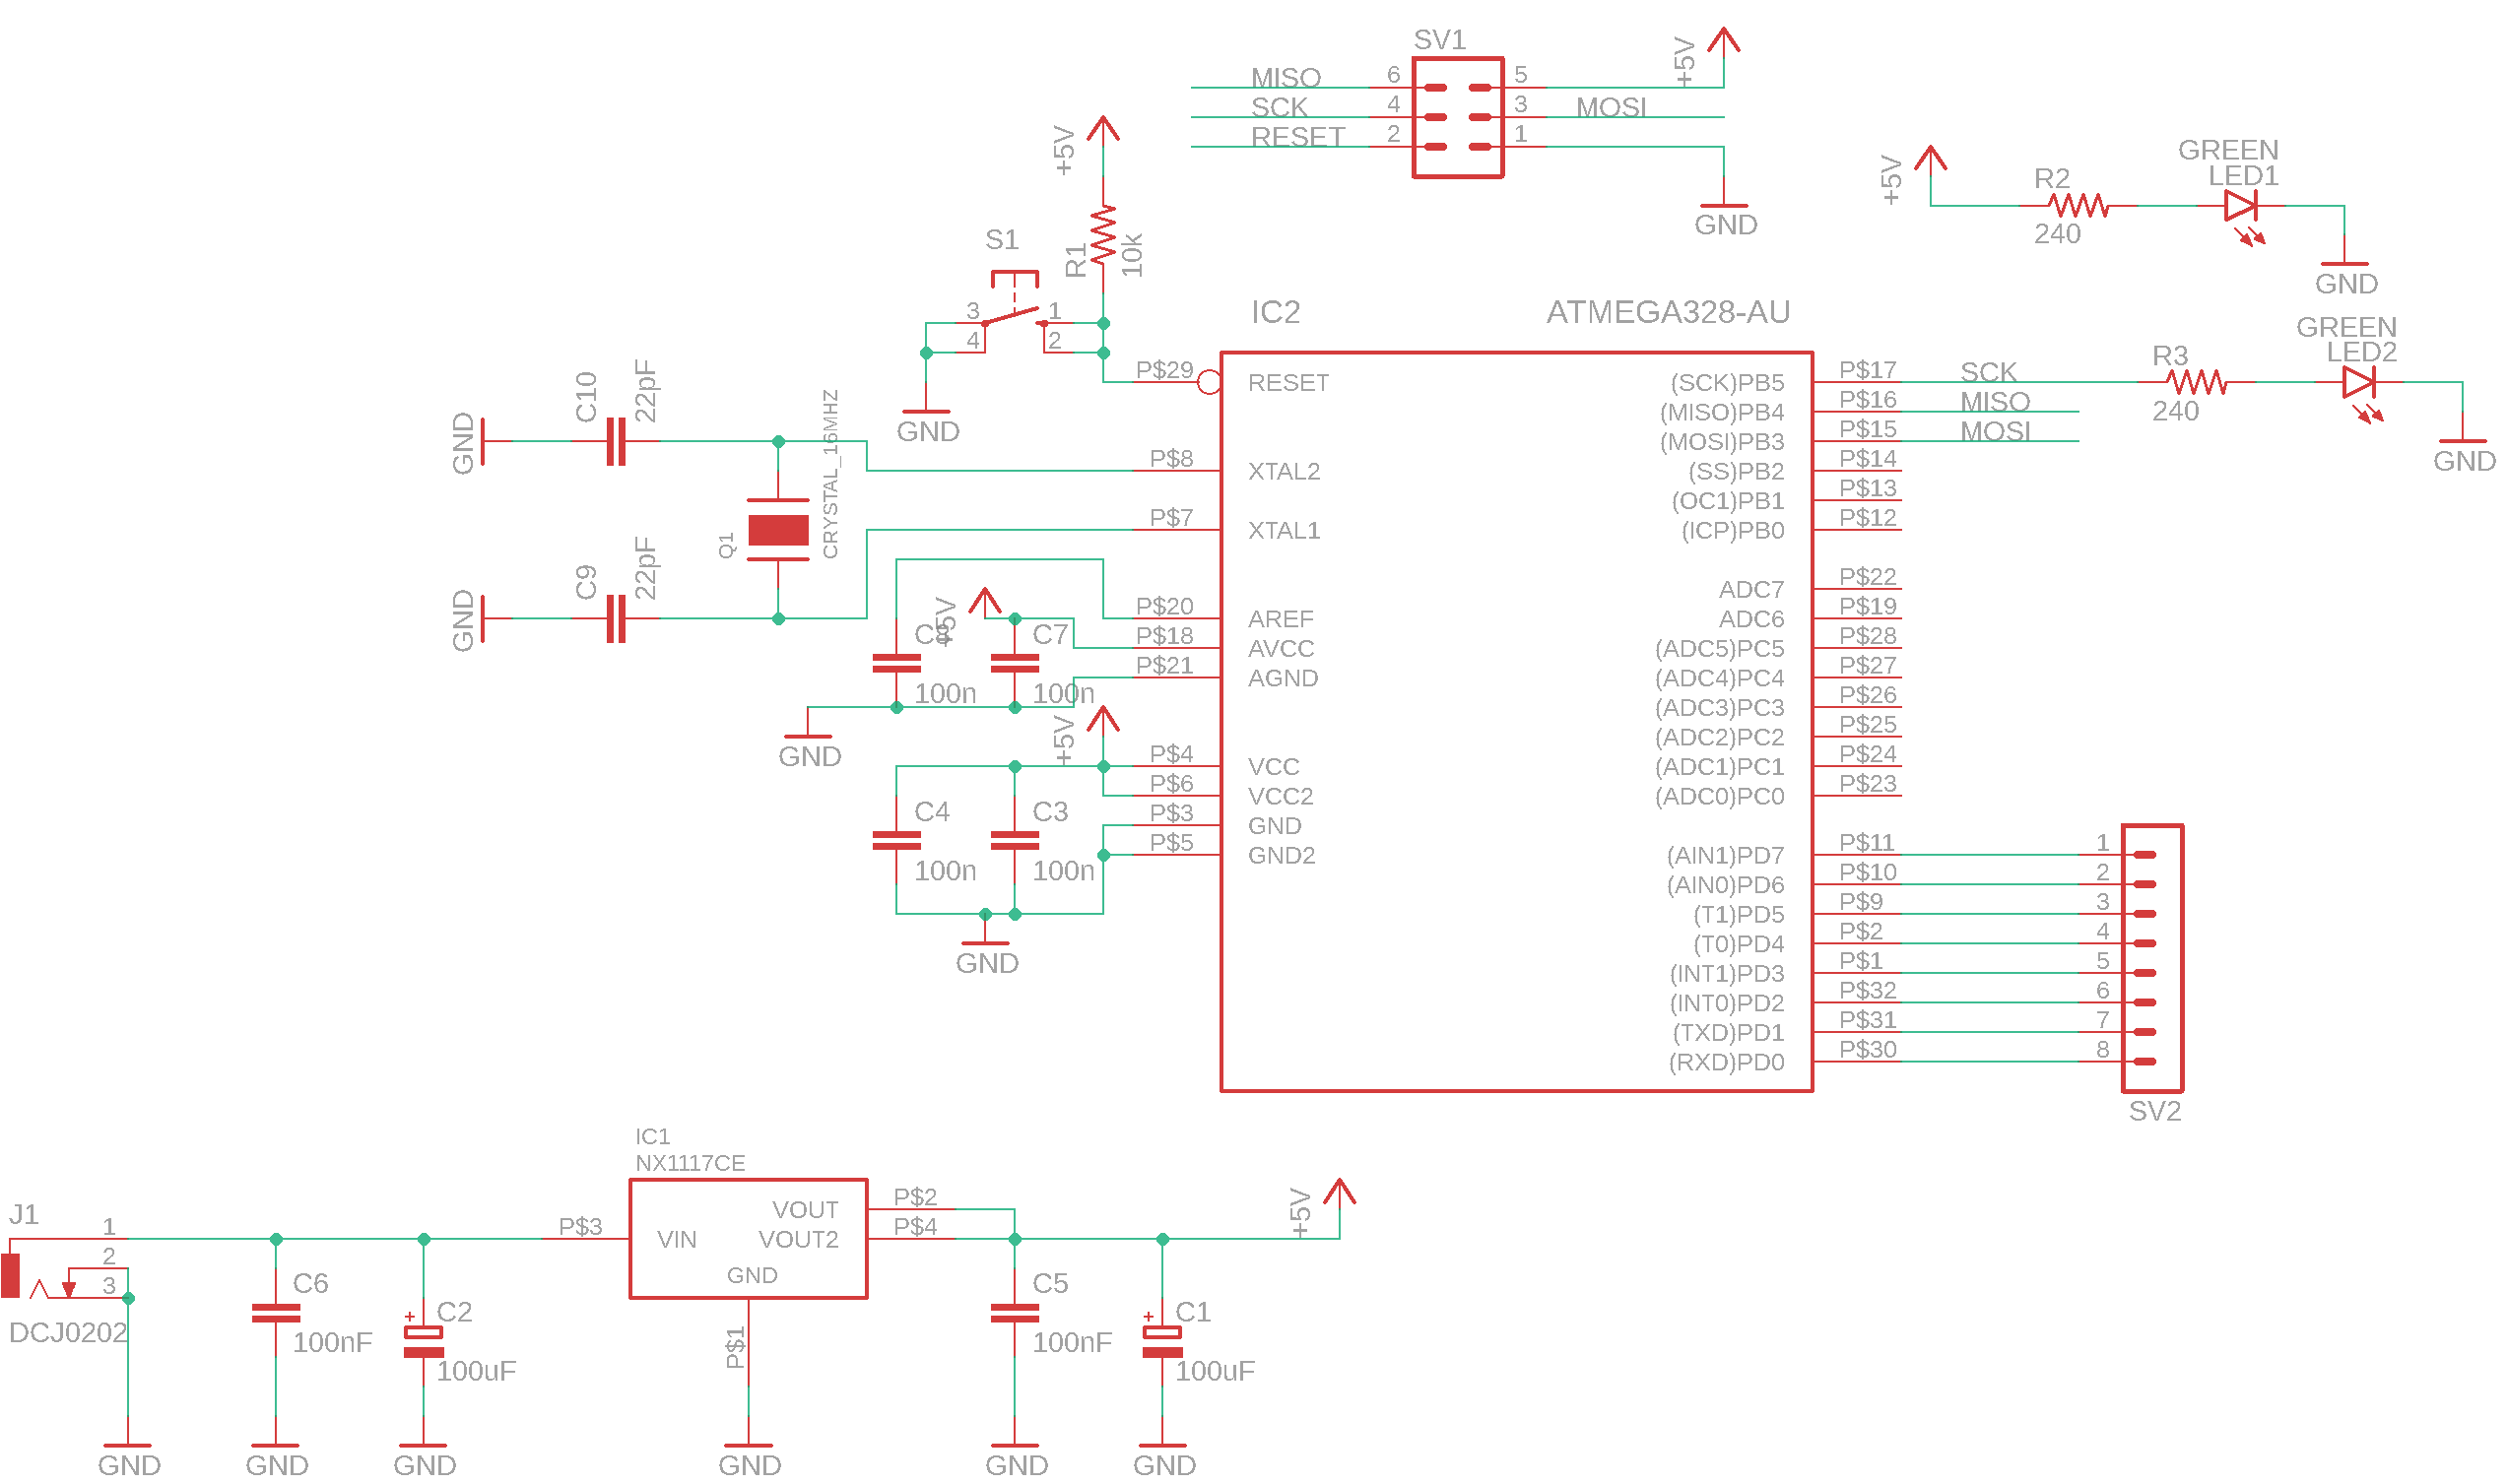 SV1
MISO 6 5 +5V
SCK 4 3 MOSI
RESET 2 1
GND
+5V
R1
10k
S1
3 1
4 2
GND
+5V
R2
240
GREEN
LED1
GND
GREEN
LED2
R3
240
GND
IC2 ATMEGA328-AU
P$29 RESET
P$8 XTAL2
P$7 XTAL1
P$20 AREF
P$18 AVCC
P$21 AGND
P$4 VCC
P$6 VCC2
P$3 GND
P$5 GND2
(SCK)PB5 P$17 SCK
(MISO)PB4 P$16 MISO
(MOSI)PB3 P$15 MOSI
(SS)PB2 P$14
(OC1)PB1 P$13
(ICP)PB0 P$12
ADC7 P$22
ADC6 P$19
(ADC5)PC5 P$28
(ADC4)PC4 P$27
(ADC3)PC3 P$26
(ADC2)PC2 P$25
(ADC1)PC1 P$24
(ADC0)PC0 P$23
(AIN1)PD7 P$11 1
(AIN0)PD6 P$10 2
(T1)PD5 P$9 3
(T0)PD4 P$2 4
(INT1)PD3 P$1 5
(INT0)PD2 P$32 6
(TXD)PD1 P$31 7
(RXD)PD0 P$30 8
SV2
GND
C10
22pF
Q1
CRYSTAL_16MHZ
GND
C9
22pF
C8
+5V
C7
100n
100n
GND
+5V
C4
C3
100n
100n
GND
IC1
NX1117CE
P$3 VIN
VOUT P$2
VOUT2 P$4
GND
P$1
GND
J1
1
2
3
DCJ0202
GND
C6
100nF
GND
C2
+
100uF
GND
C5
100nF
GND
C1
+
100uF
GND
+5V